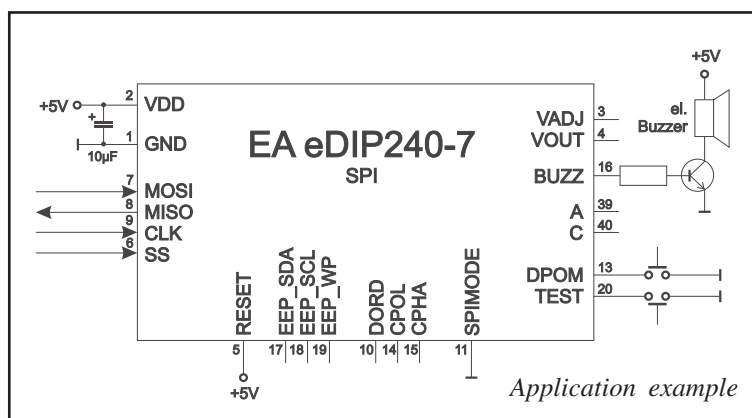 +5V
2
VDD
1
GND
+
10µF
7
MOSI
8
MISO
9
CLK
6
SS
EA eDIP240-7
SPI
VADJ
3
VOUT
4
BUZZ
16
A
39
C
40
DPOM
13
TEST
20
+5V
el.
Buzzer
RESET
EEP_SDA
EEP_SCL
EEP_WP
DORD
CPOL
CPHA
SPIMODE
5
17
18
19
10
14
15
11
+5V
Application example